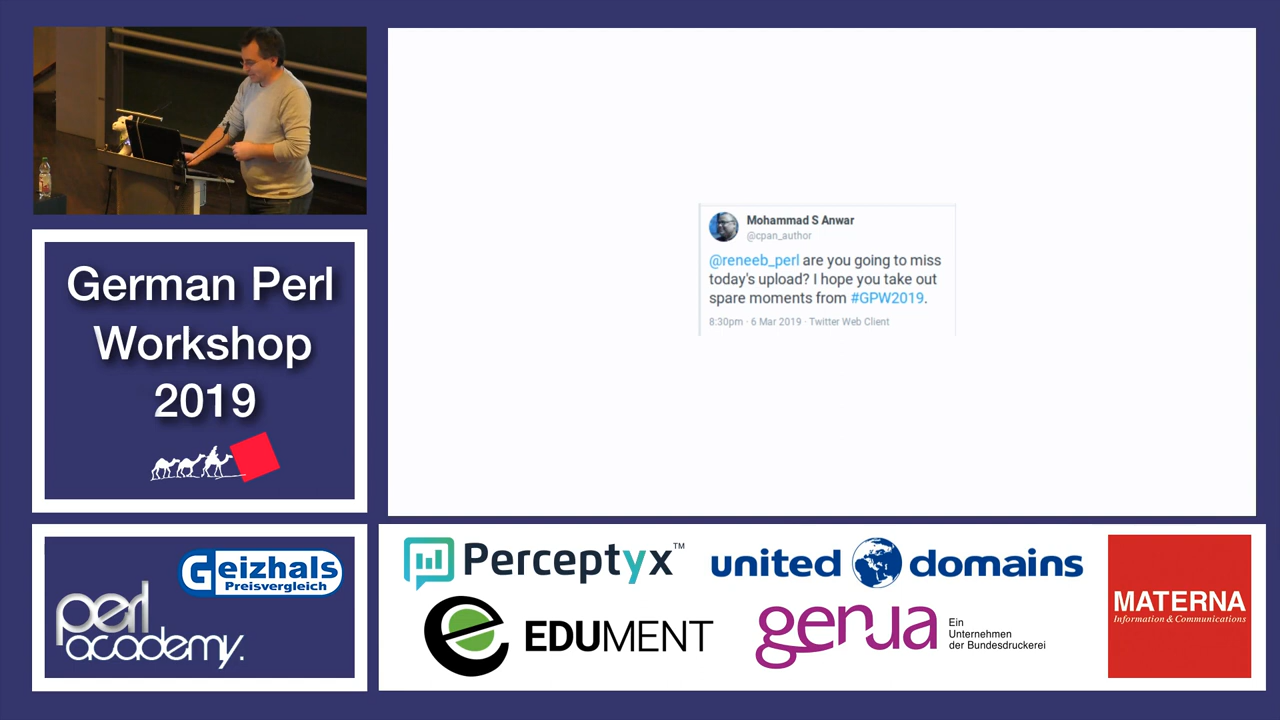 Mohammad S Anwar
@cpan_author
@reneeb_perl are you going to miss
today's upload? I hope you take out
spare moments from #GPW2019.
8:30pm · 6 Mar 2019 · Twitter Web Client
German Perl
Workshop
2019
Geizhals
Preisvergleich
perl
academy.
Perceptyx™
united domains
EDUMENT
genua
Ein
Unternehmen
der Bundesdruckerei
MATERNA
Information & Communications